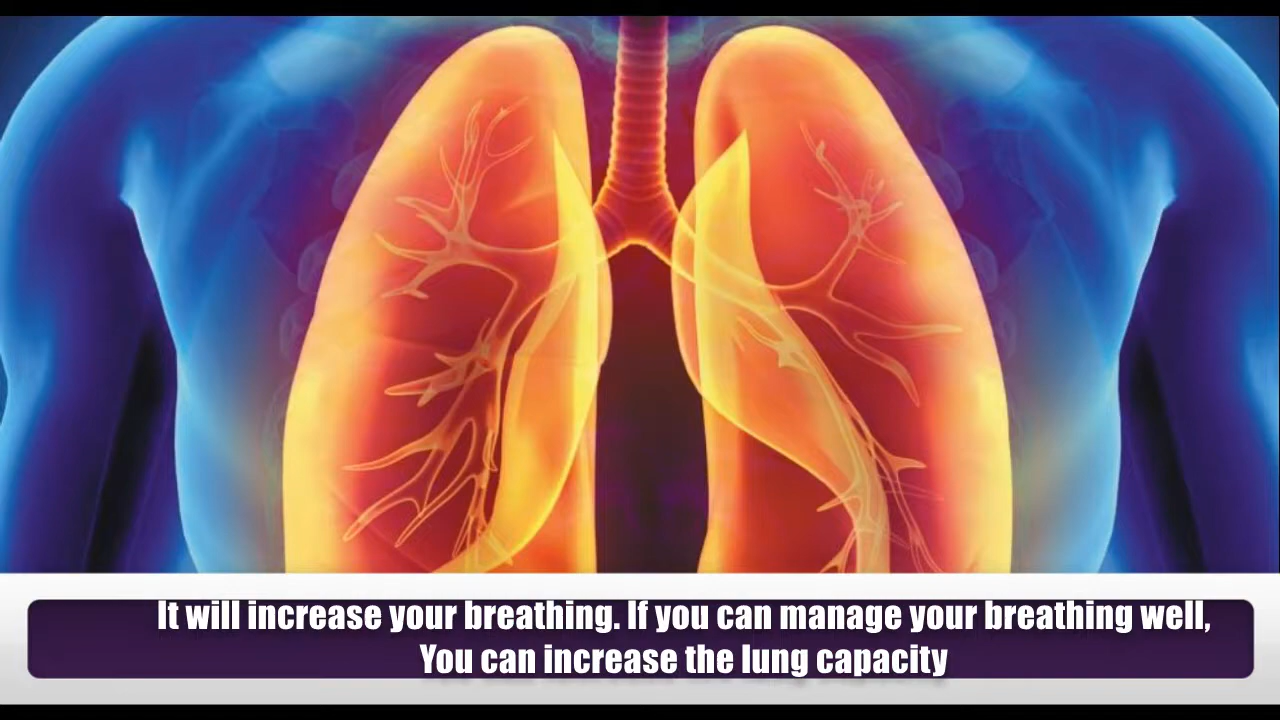 It will increase your breathing. If you can manage your breathing well,
You can increase the lung capacity